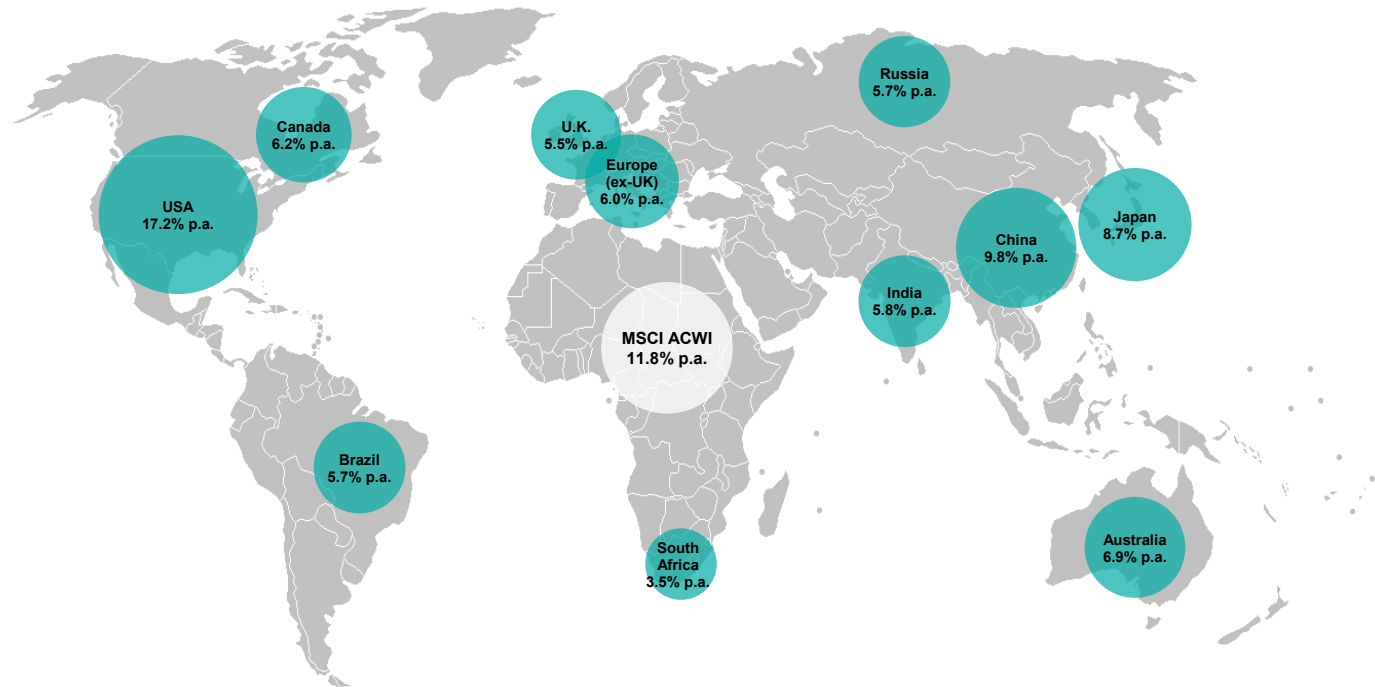 Russia
5.7% p.a.
Canada
6.2% p.a.
U.K.
5.5% p.a.
Europe
(ex-UK)
6.0% p.a.
USA
17.2% p.a.
Japan
8.7% p.a.
China
9.8% p.a.
India
5.8% p.a.
MSCI ACWI
11.8% p.a.
Brazil
5.7% p.a.
South
Africa
3.5% p.a.
Australia
6.9% p.a.